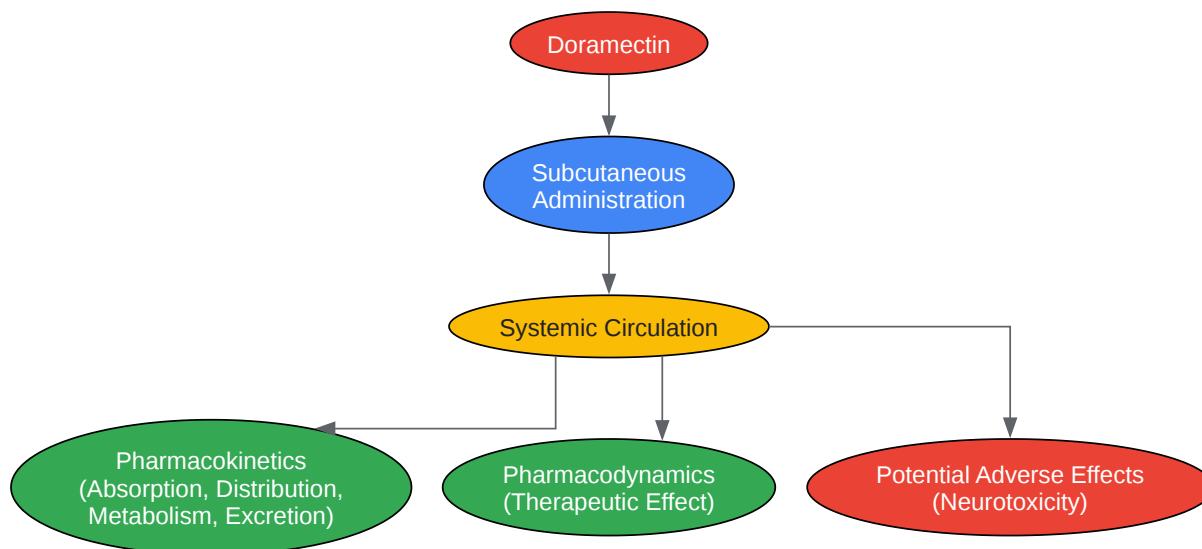 Doramectin
Subcutaneous
Administration
Systemic Circulation
Pharmacokinetics
(Absorption, Distribution,
Metabolism, Excretion)
Pharmacodynamics
(Therapeutic Effect)
Potential Adverse Effects
(Neurotoxicity)